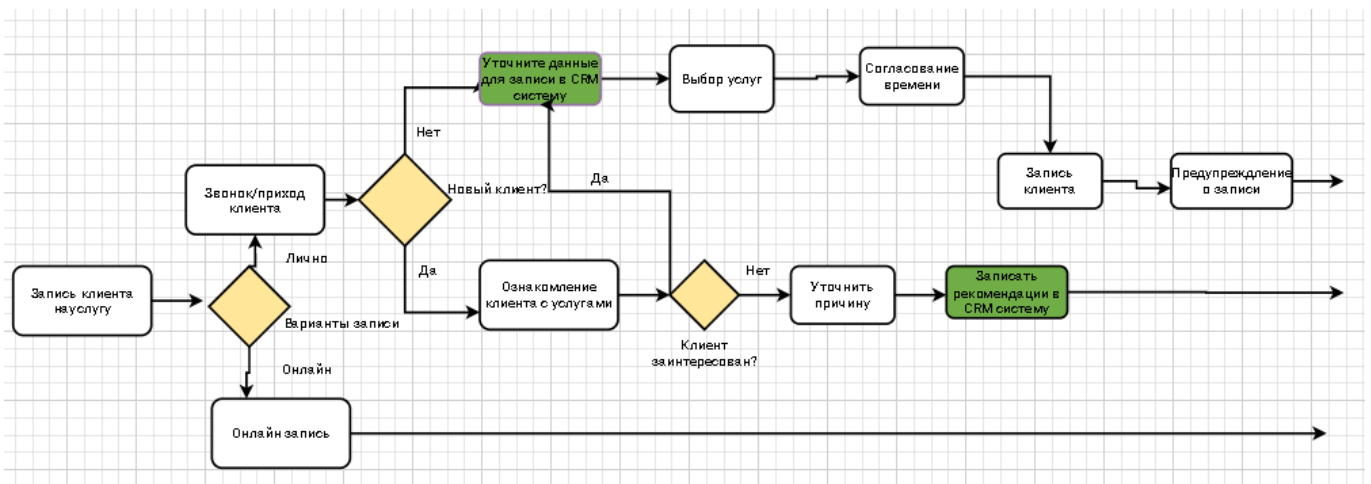 Уточните данные
для записи в CRM
систему
Выбор услуг
Согласование
времени
Нет
Звонок/приход
клиента
Новый клиент?
Да
Запись
клиента
Предупреждление
о записи
Лично
Да
Запись клиента
на услугу
Варианты записи
Ознакомление
клиента с услугами
Нет
Уточнить
причину
Записать
рекомендации в
CRM систему
Клиент
заинтересован?
Онлайн
Онлайн запись